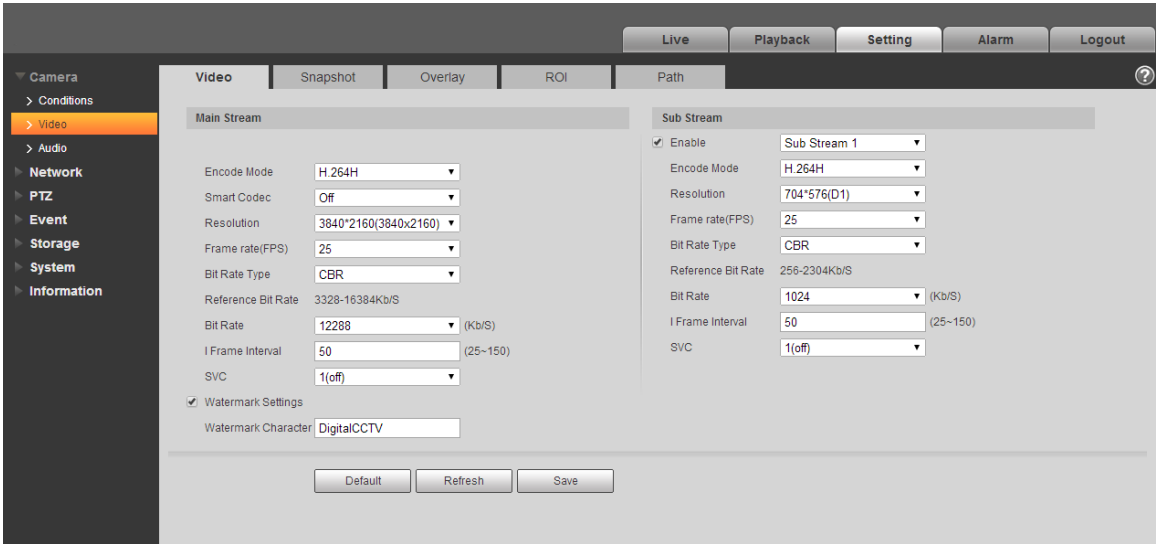 Live Playback Setting Alarm Logout
Camera
Conditions
Video
Audio
Network
PTZ
Event
Storage
System
Information
Video Snapshot Overlay ROI Path
Main Stream
Encode Mode H.264H
Smart Codec Off
Resolution 3840*2160(3840x2160)
Frame rate(FPS) 25
Bit Rate Type CBR
Reference Bit Rate 3328-16384Kb/S
Bit Rate 12288 (Kb/S)
I Frame Interval 50 (25~150)
SVC 1(off)
Watermark Settings
Watermark Character DigitalCCTV
Sub Stream
Enable Sub Stream 1
Encode Mode H.264H
Resolution 704*576(D1)
Frame rate(FPS) 25
Bit Rate Type CBR
Reference Bit Rate 256-2304Kb/S
Bit Rate 1024 (Kb/S)
I Frame Interval 50 (25~150)
SVC 1(off)
Default Refresh Save